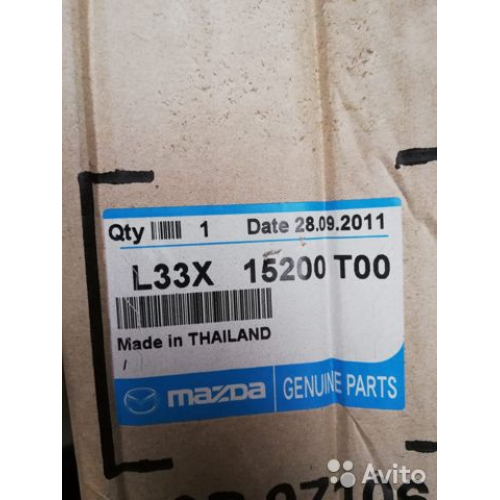 Qty 1 Date 28.09.2011
L33X 15200 T00
Made in THAILAND
/
mazda GENUINE PARTS
Avito